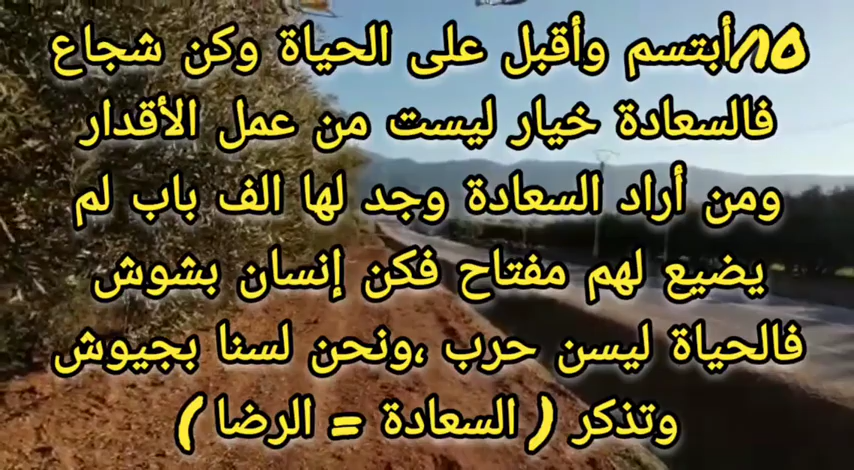 10/أبتسم وأقبل على الحياة وكن شجاع
فالسعادة خيار ليست من عمل الأقدار
ومن أراد السعادة وجد لها الف باب لم
يضيع لهم مفتاح فكن إنسان بشوش
فالحياة ليسن حرب ،ونحن لسنا بجيوش
وتذكر ( السعادة = الرضا )